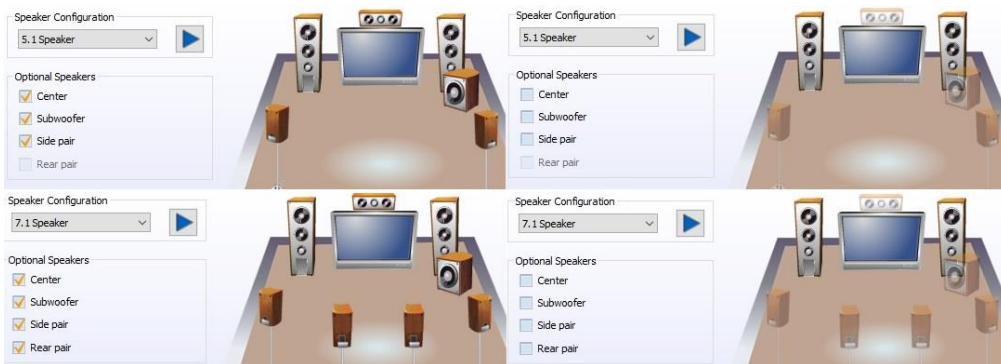 Speaker Configuration
5.1 Speaker
Optional Speakers
Center
Subwoofer
Side pair
Rear pair
Speaker Configuration
5.1 Speaker
Optional Speakers
Center
Subwoofer
Side pair
Rear pair
Speaker Configuration
7.1 Speaker
Optional Speakers
Center
Subwoofer
Side pair
Rear pair
Speaker Configuration
7.1 Speaker
Optional Speakers
Center
Subwoofer
Side pair
Rear pair